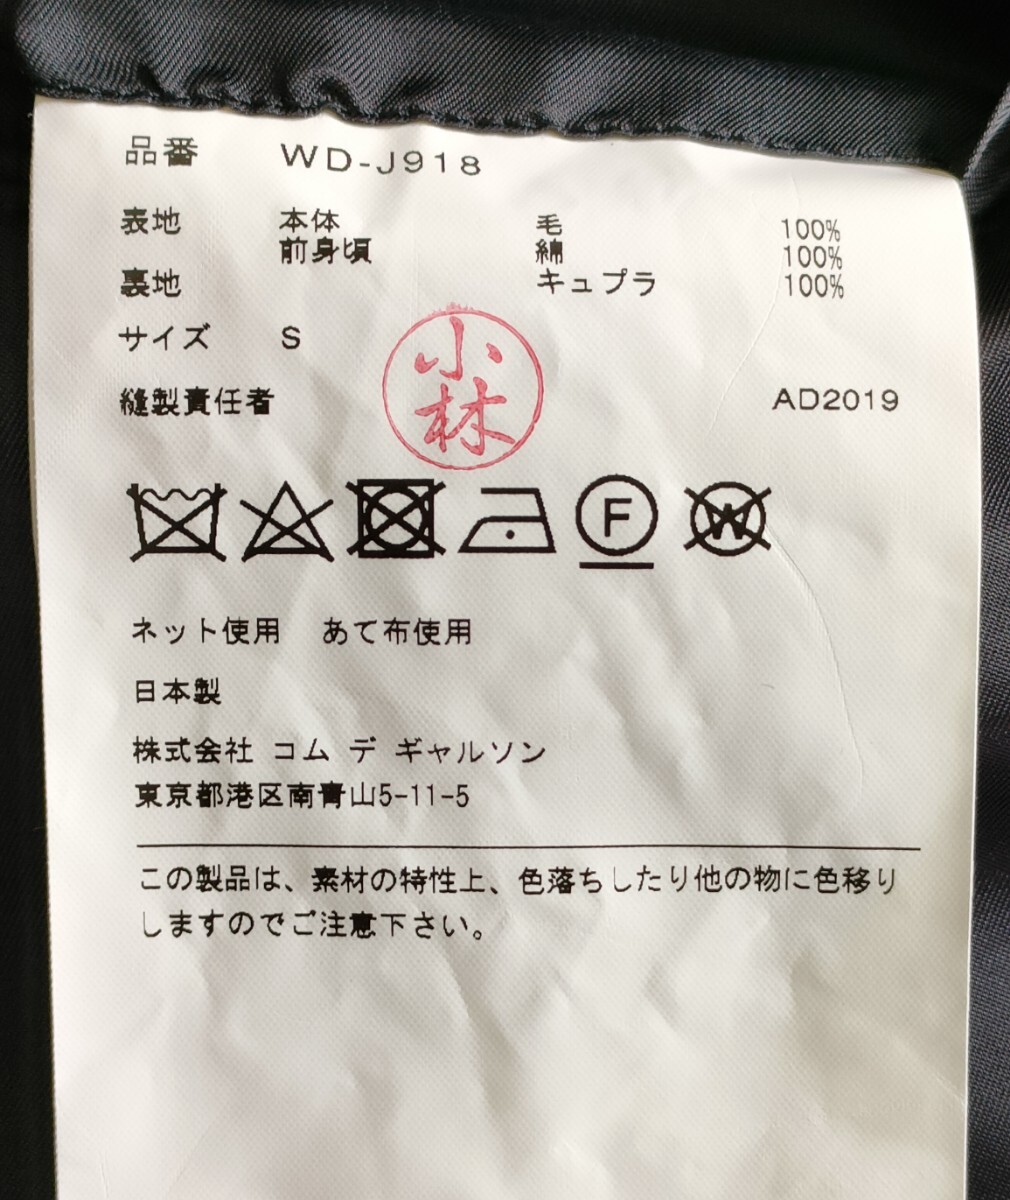 品番 WD-J918
表地 本体 毛 100%
前身頃 綿 100%
裏地 キュプラ 100%
サイズ S
小林
縫製責任者 AD2019
F W
ネット使用 あて布使用
日本製
株式会社 コム デ ギャルソン
東京都港区南青山5-11-5
この製品は、素材の特性上、色落ちしたり他の物に色移り
しますのでご注意下さい。